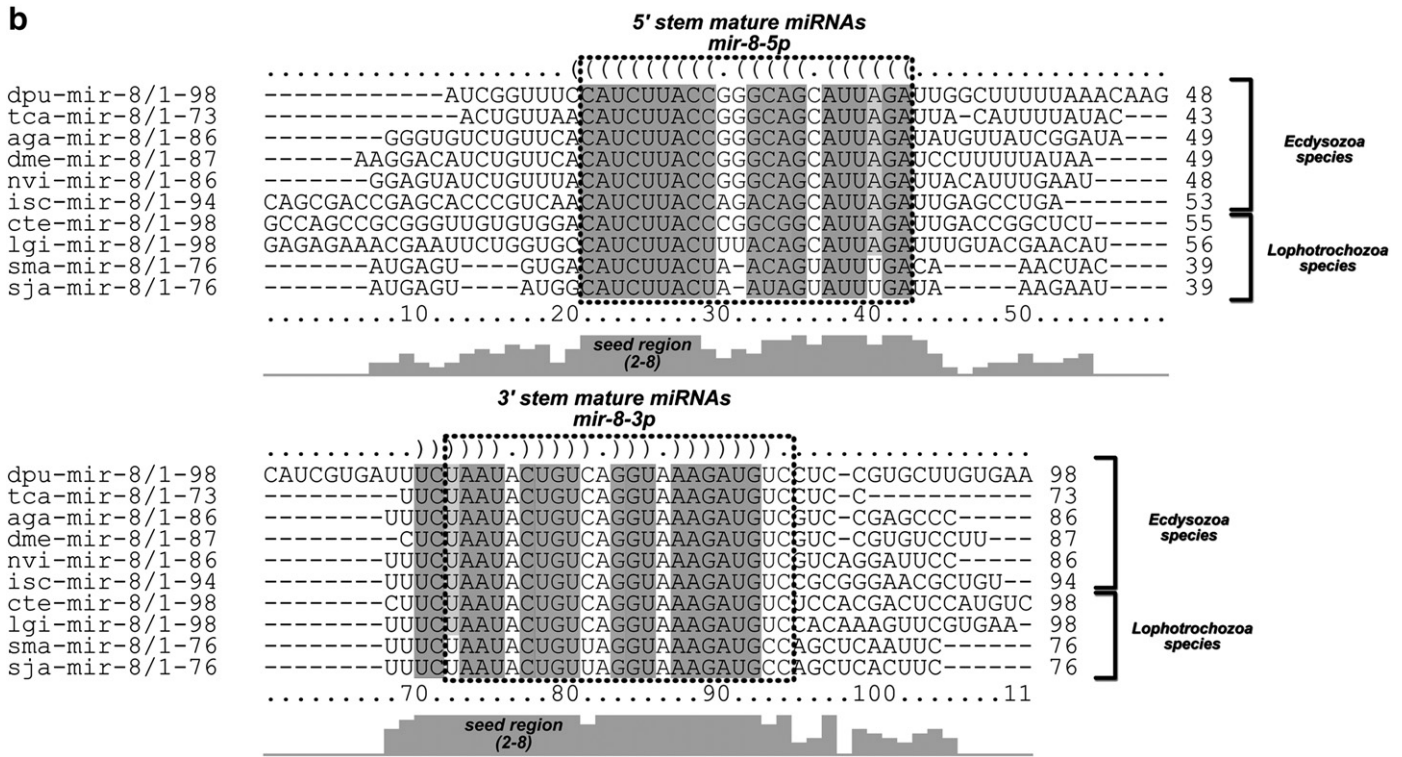 b
5' stem mature miRNAs
mir-8-5p
....................((((((((((.(((((.((((((.................
dpu-mir-8/1-98 ------------AUCGGUUUCCAUCUUACCGGGCAGCAUUAGAUUGGCUUUUUAAACAAG 48
tca-mir-8/1-73 -------------ACUGUUAACAUCUUACCGGGCAGCAUUAGAUUA-CAUUUUAUAC--- 43
aga-mir-8/1-86 --------GGGUGUCUGUUCACAUCUUACCGGGCAGCAUUAGAUAUGUUAUCGGAUA--- 49
dme-mir-8/1-87 ------AAGGACAUCUGUUCACAUCUUACCGGGCAGCAUUAGAUCCUUUUUAUAA----- 49
nvi-mir-8/1-86 -------GGAGUAUCUGUUUACAUCUUACCGGGCAGCAUUAGAUUACAUUUGAAU----- 48
isc-mir-8/1-94 CAGCGACCGAGCACCCGUCAACAUCUUACCAGACAGCAUUAGAUUGAGCCUGA------- 53
cte-mir-8/1-98 GCCAGCCGCGGGUUGUGUGGACAUCUUACCUGACAGCAUUAGAUUGACCGGCUCU----- 55
lgi-mir-8/1-98 GAGAGAAACGAAUUCUGGUGCCAUCUUACUUUACAGCAUUAGAUUUGUACGAACAU---- 56
sma-mir-8/1-76 -------AUGAGU----GUGACAUCUUACUA-ACAGUAUUUGACA-----AACUAC---- 39
sja-mir-8/1-76 -------AUGAGU----AUGGCAUCUUACUA-AUAGUAUUUGAUA-----AAGAAU---- 39
.........10........20........30........40........50.........
Ecdysozoa
species
Lophotrochozoa
species
seed region
(2-8)
3' stem mature miRNAs
mir-8-3p
..........)))))).))))).))).))))))).................
dpu-mir-8/1-98 CAUCGUGAUUUCUAAUACUGUCAGGUAAAGAUGUCCUC-CGUGCUUGUGAA 98
tca-mir-8/1-73 ---------UUCUAAUACUGUCAGGUAAAGAUGUCCUC-C----------- 73
aga-mir-8/1-86 --------UUUCUAAUACUGUCAGGUAAAGAUGUCGUC-CGAGCCC----- 86
dme-mir-8/1-87 ---------CUCUAAUACUGUCAGGUAAAGAUGUCGUC-CGUGUCCUU--- 87
nvi-mir-8/1-86 --------UUUCUAAUACUGUCAGGUAAAGAUGUCGUCAGGAUUCC----- 86
isc-mir-8/1-94 --------UUUCUAAUACUGUCAGGUAAAGAUGUCCGCGGGAACGCUGU-- 94
cte-mir-8/1-98 --------CUUCUAAUACUGUCAGGUAAAGAUGUCUCCACGACUCCAUGUC 98
lgi-mir-8/1-98 --------UUUCUAAUACUGUCAGGUAAAGAUGUCCACAAAGUUCGUGAA- 98
sma-mir-8/1-76 --------UUUCUAAUACUGUUAGGUAAAGAUGCCAGCUCAAUUC------ 76
sja-mir-8/1-76 --------UUUCUAAUACUGUUAGGUAAAGAUGCCAGCUCACUUC------ 76
.........70........80........90........100........11
Ecdysozoa
species
Lophotrochozoa
species
seed region
(2-8)